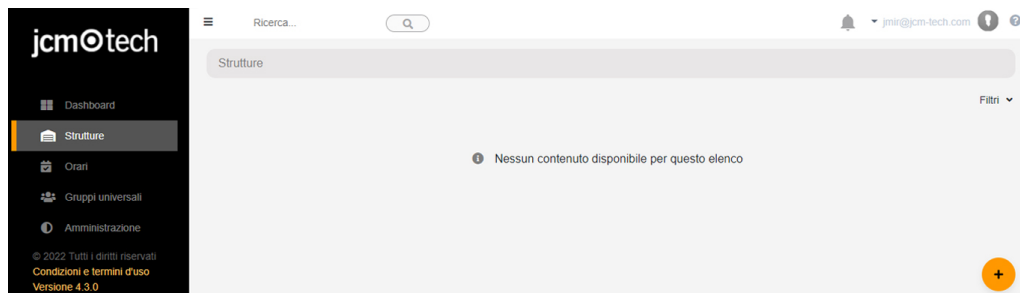 jcm tech
Ricerca...
jmir@jcm-tech.com
Strutture
Filtri
Dashboard
Strutture
Orari
Gruppi universali
Amministrazione
Nessun contenuto disponibile per questo elenco
© 2022 Tutti i diritti riservati
Condizioni e termini d'uso
Versione 4.3.0
+